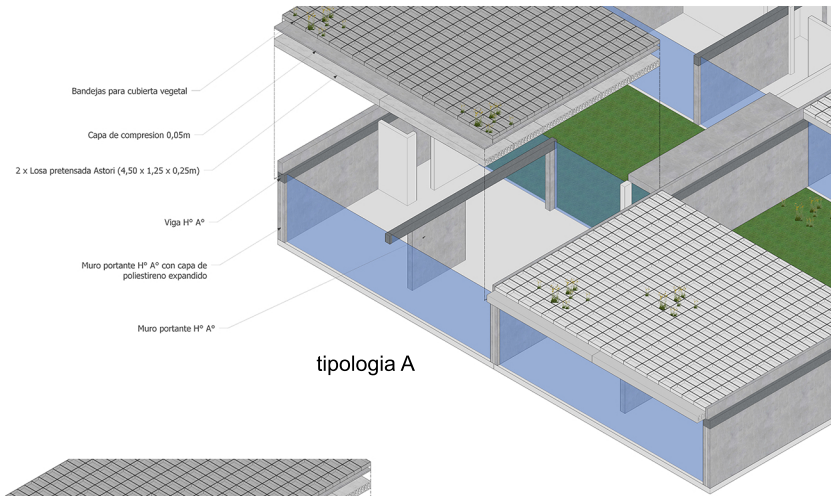 Bandejas para cubierta vegetal
Capa de compresion 0,05m
2 x Losa pretensada Astori (4,50 x 1,25 x 0,25m)
Viga H° A°
Muro portante H° A° con capa de
poliestireno expandido
Muro portante H° A°
tipologia A